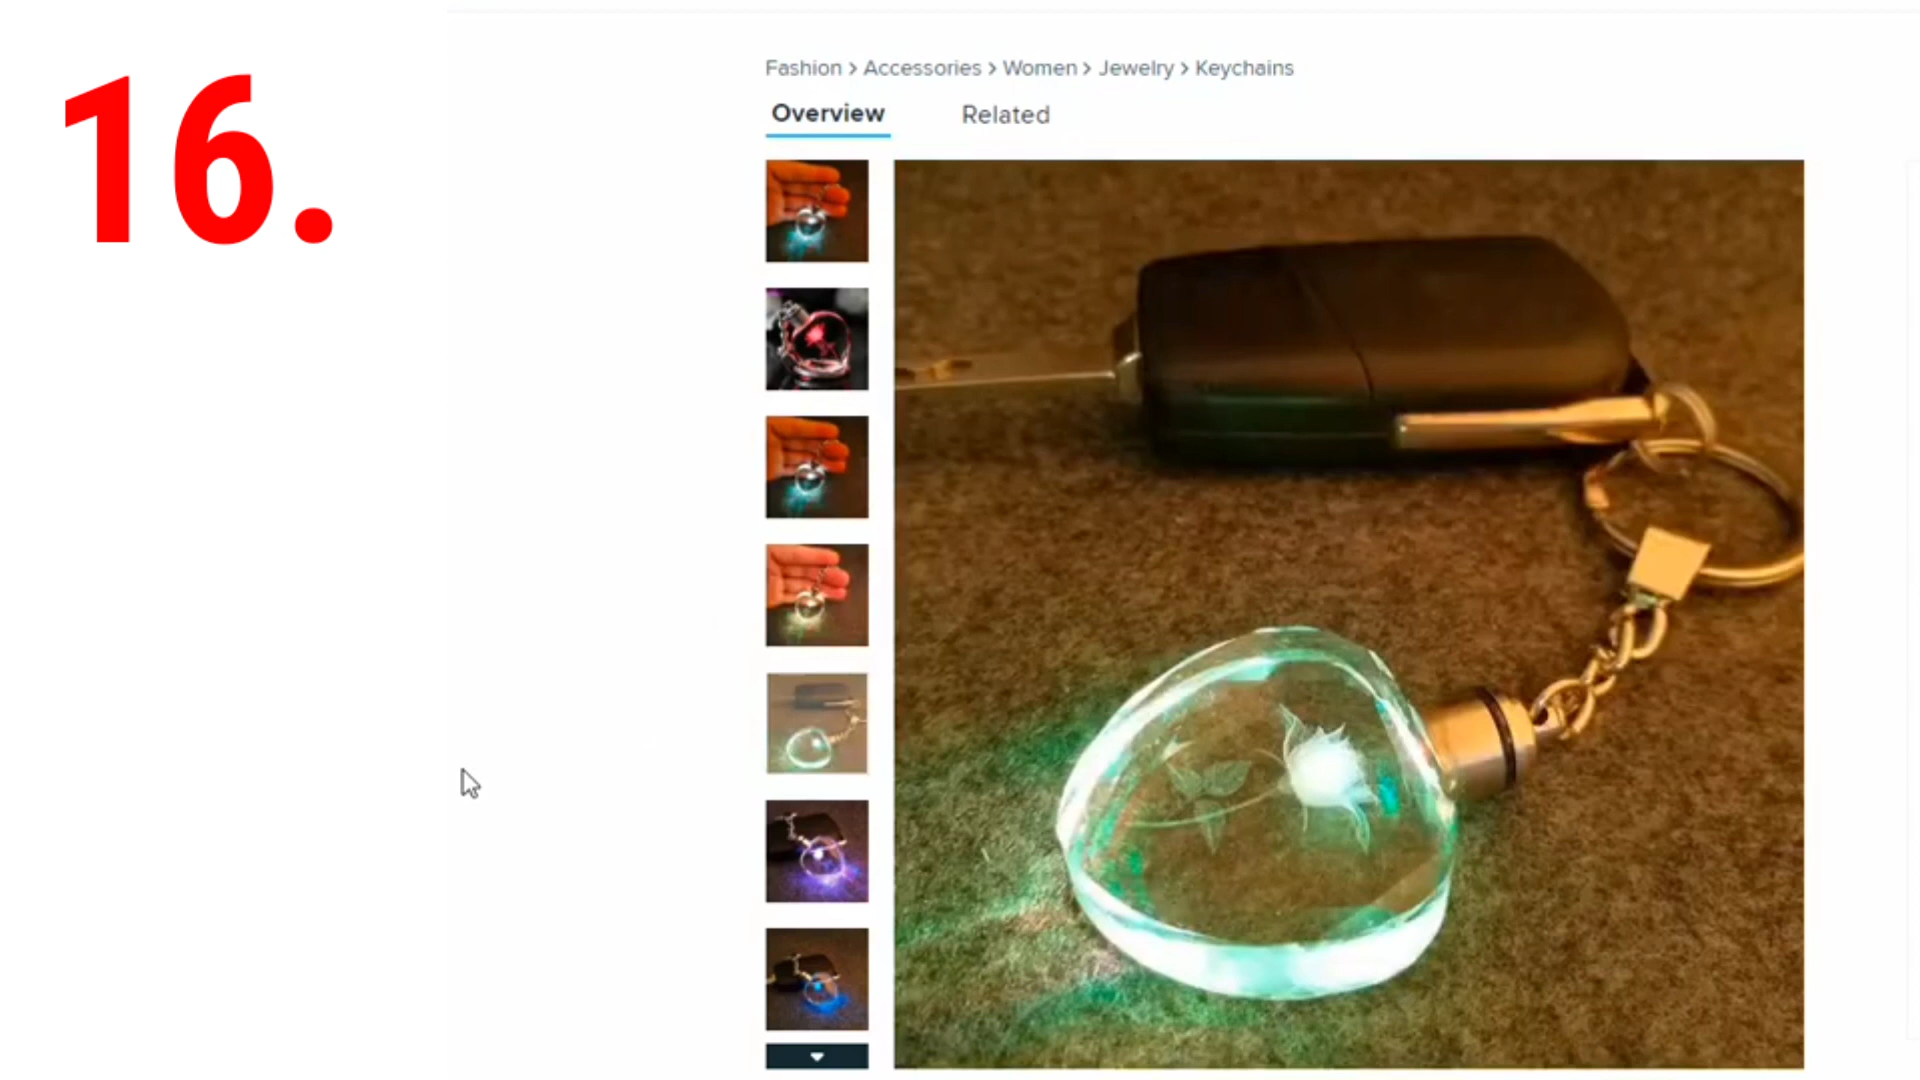 16.
Fashion > Accessories > Women > Jewelry > Keychains
Overview Related